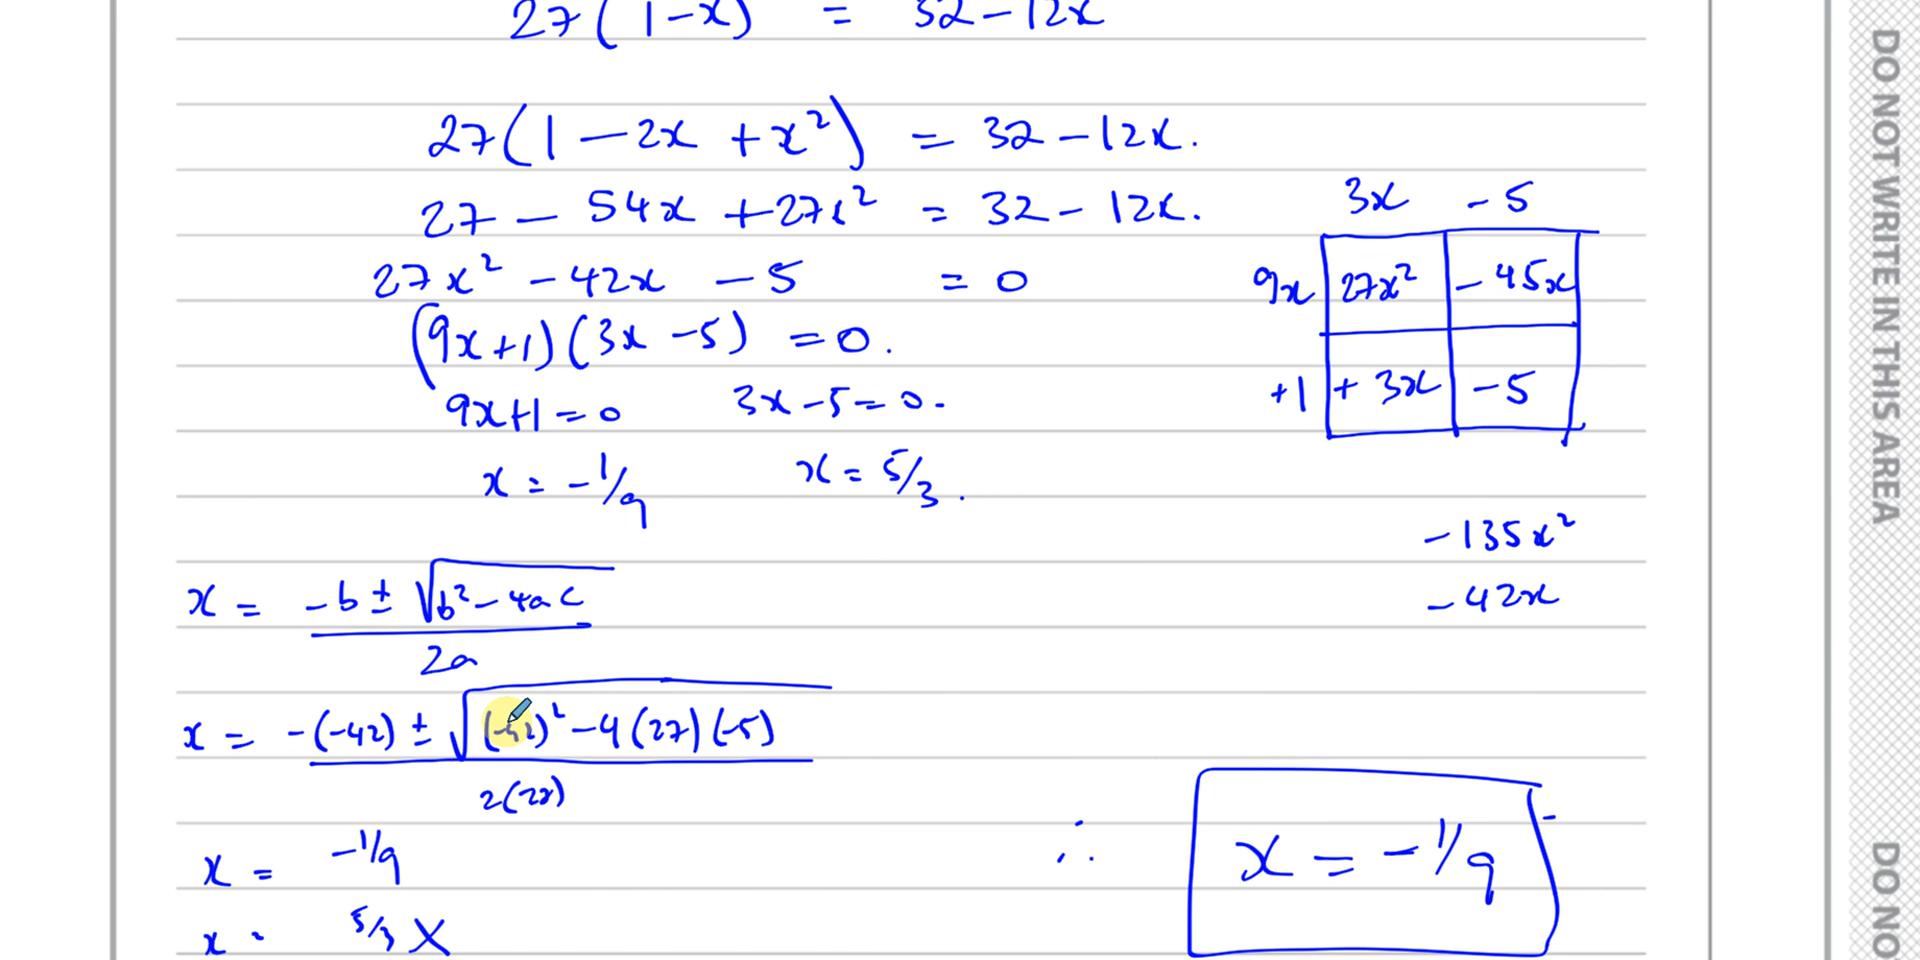 27(1-x) = 32-12x
27(1-2x+x²) = 32-12x.
27-54x+27x² = 32-12x.
27x²-42x-5 = 0
(9x+1)(3x-5) = 0.
9x+1=0 3x-5=0.
x = -1/9 x = 5/3.
3x -5
9x 27x² -45x
+1 +3x -5
-135x²
-42x
x = -b±√b²-4ac
2a
x = -(-42)±√(-42)²-4(27)(-5)
2(27)
x = -1/9
x = 5/3 X
∴ x = -1/9
DO NOT WRITE IN THIS AREA
DO NO